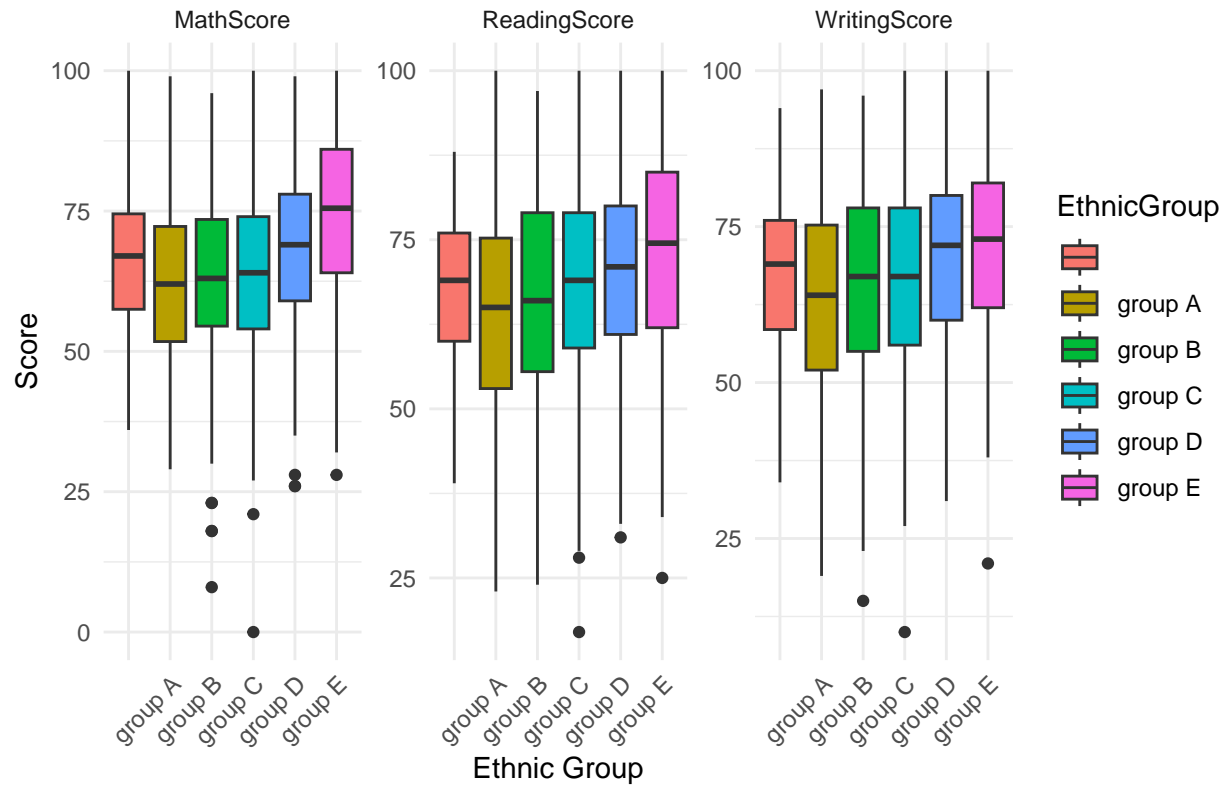 MathScore
ReadingScore
WritingScore
Score
100
75
50
25
0
100
75
50
25
100
75
50
25
group A
group B
group C
group D
group E
group A
group B
group C
group D
group E
group A
group B
group C
group D
group E
Ethnic Group
EthnicGroup
group A
group B
group C
group D
group E